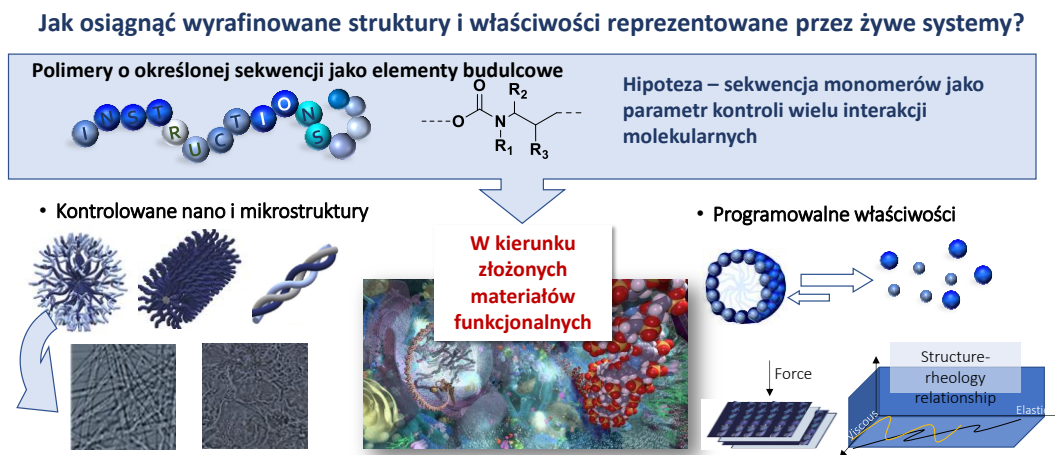 Jak osiągnąć wyrafinowane struktury i właściwości reprezentowane przez żywe systemy?
Polimery o określonej sekwencji jako elementy budulcowe
INSTRUCTIONS
O
O
N
R1
R2
R3
Hipoteza – sekwencja monomerów jako
parametr kontroli wielu interakcji
molekularnych
• Kontrolowane nano i mikrostruktury
W kierunku
złożonych
materiałów
funkcjonalnych
• Programowalne właściwości
Force
Structure-
rheology
relationship
Viscous
Elastic